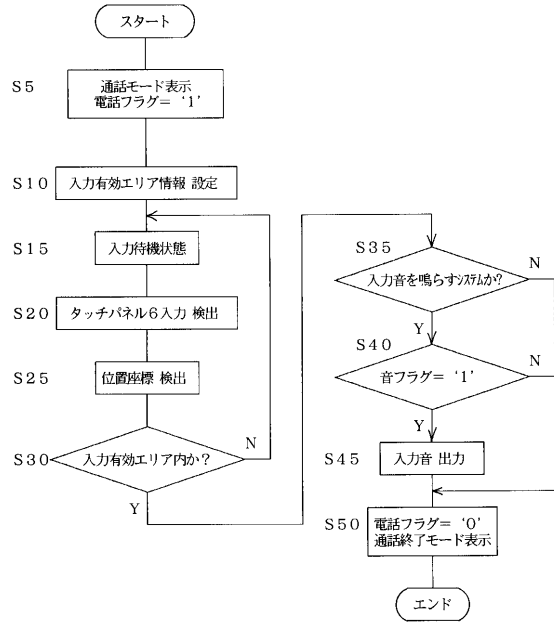 スタート
S5
通話モード表示
電話フラグ= ‘1’
S10
入力有効エリア情報 設定
S15
入力待機状態
S20
タッチパネル6入力 検出
S25
位置座標 検出
S30
入力有効エリア内か?
N
Y
S35
入力音を鳴らすシステムか?
N
Y
S40
音フラグ= ‘1’
N
Y
S45
入力音 出力
S50
電話フラグ= ‘0’
通話終了モード表示
エンド